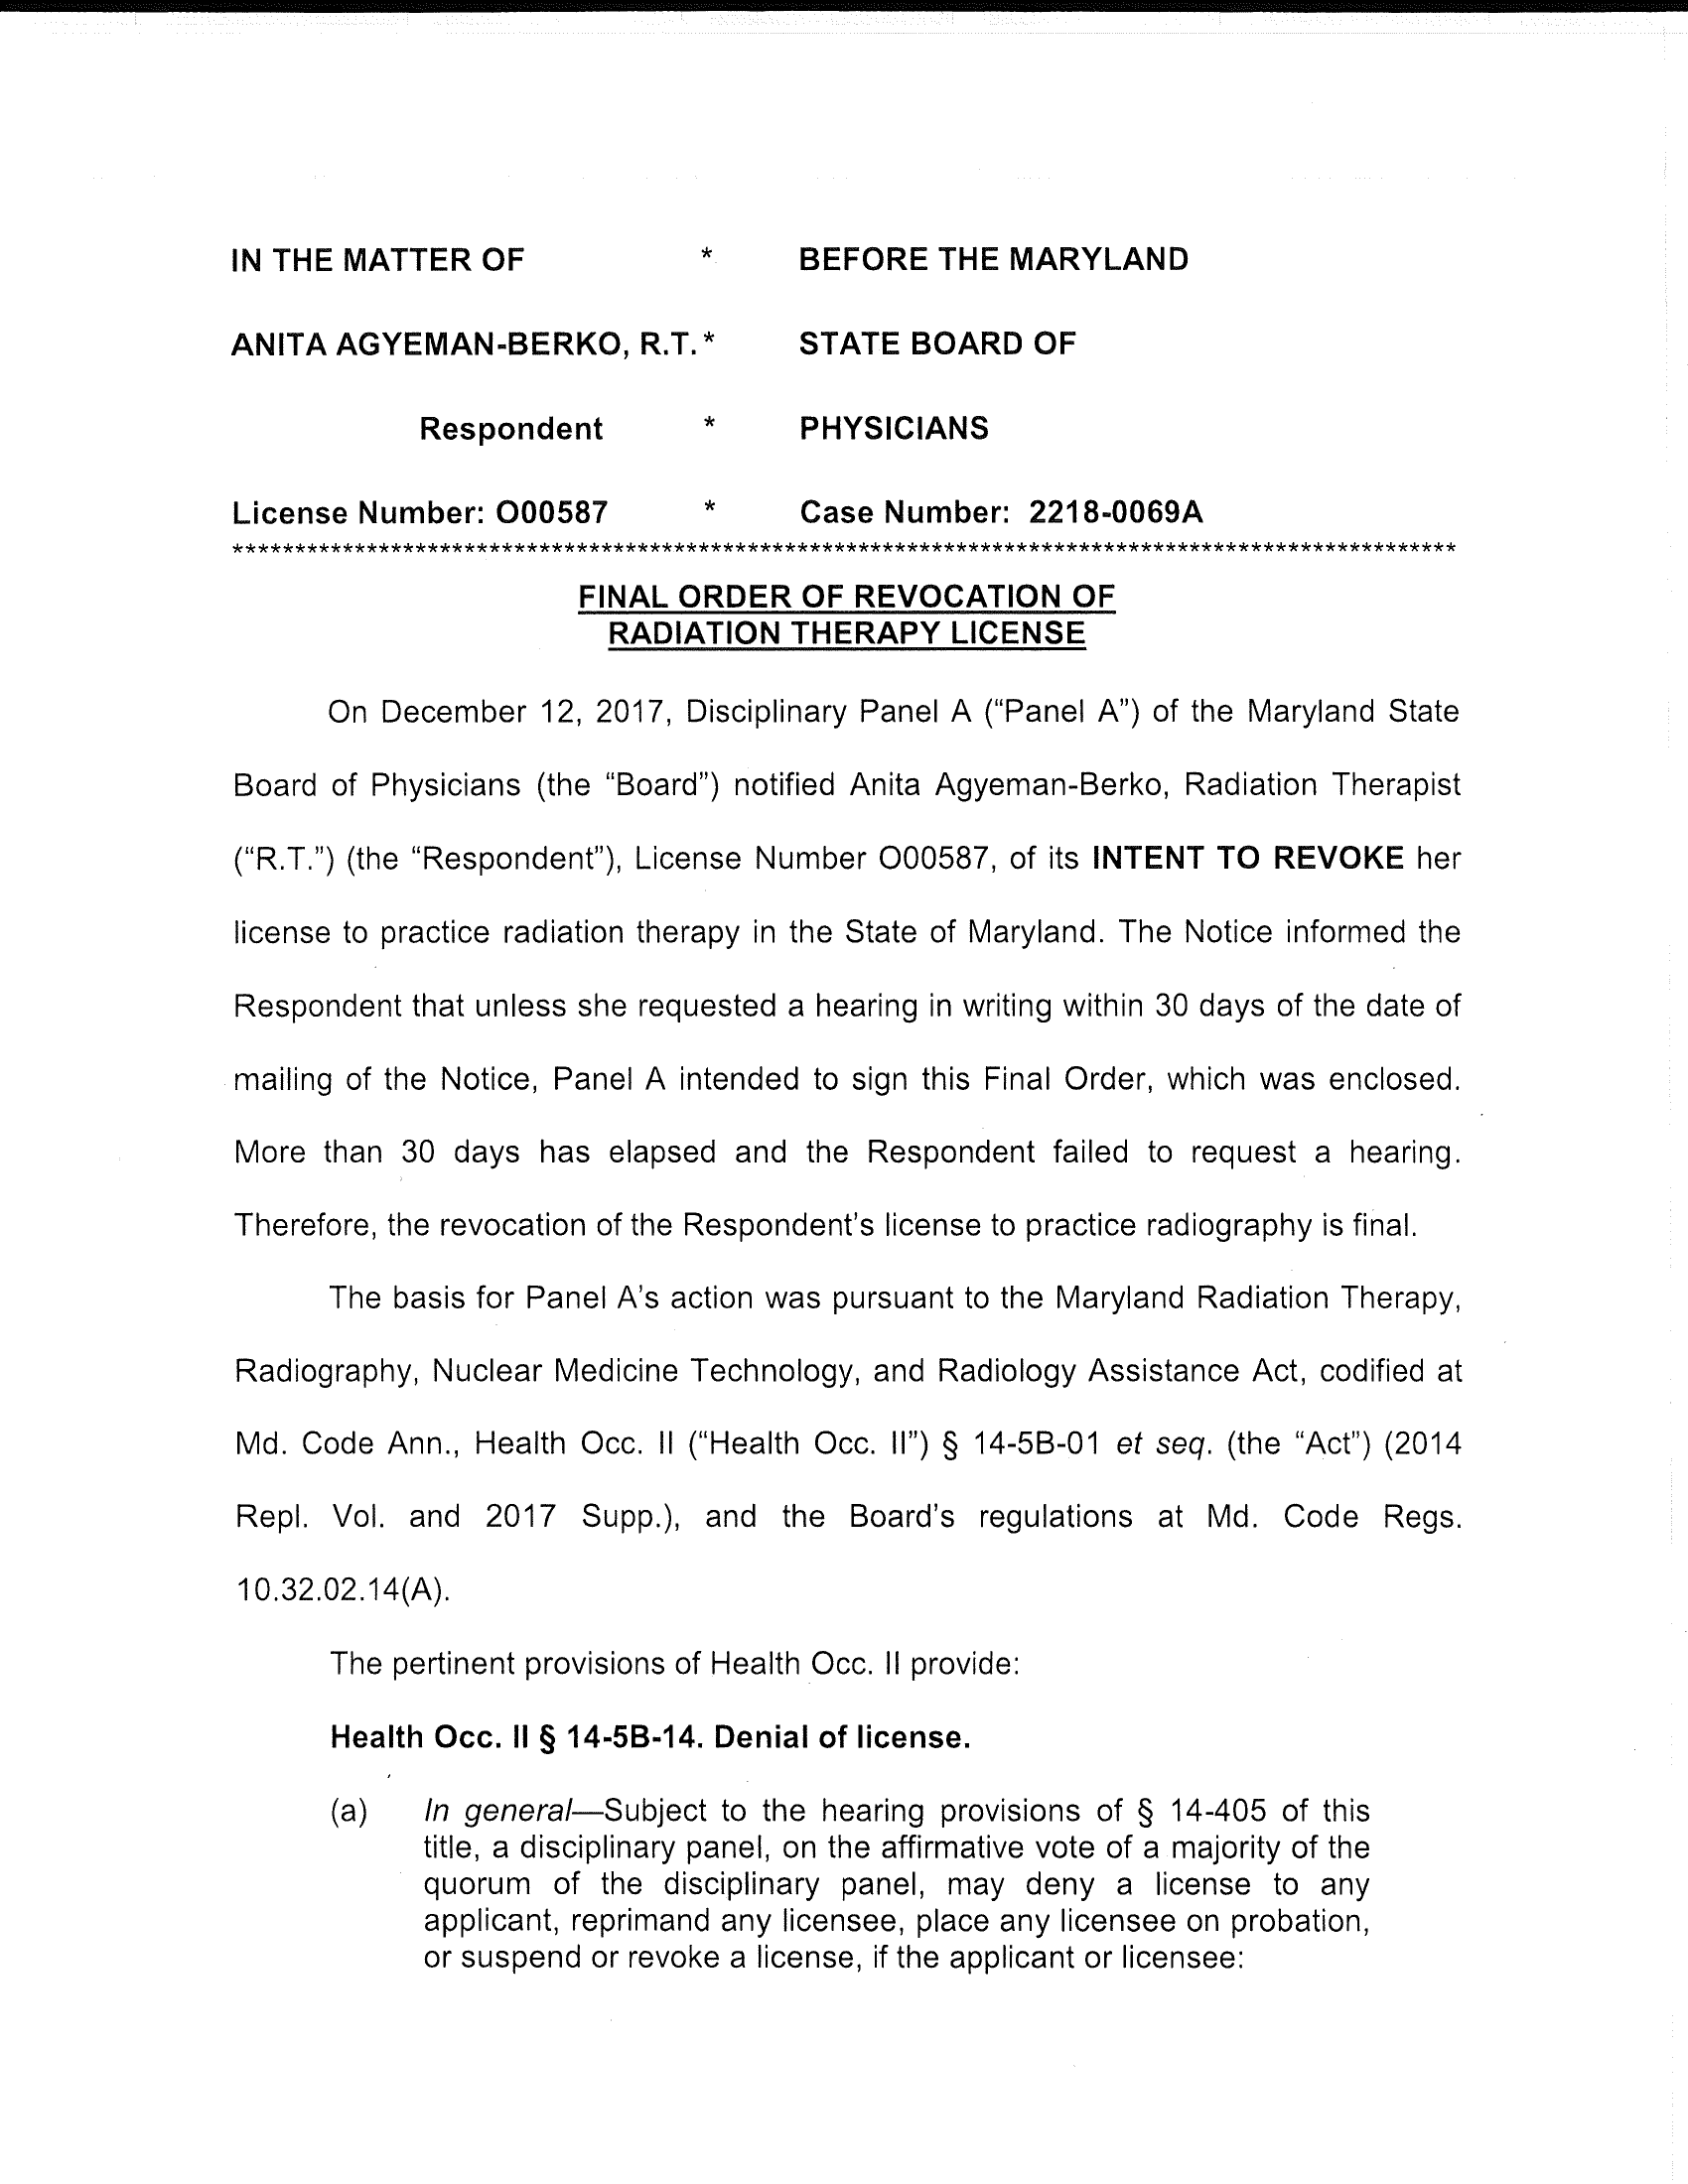 IN THE MATTER OF * BEFORE THE MARYLAND
ANITA AGYEMAN-BERKO, R.T. * STATE BOARD OF
Respondent * PHYSICIANS
License Number: O00587 * Case Number: 2218-0069A
****************************************************************************************************
FINAL ORDER OF REVOCATION OF
RADIATION THERAPY LICENSE
On December 12, 2017, Disciplinary Panel A (“Panel A”) of the Maryland State
Board of Physicians (the “Board”) notified Anita Agyeman-Berko, Radiation Therapist
(“R.T.”) (the “Respondent”), License Number O00587, of its INTENT TO REVOKE her
license to practice radiation therapy in the State of Maryland. The Notice informed the
Respondent that unless she requested a hearing in writing within 30 days of the date of
mailing of the Notice, Panel A intended to sign this Final Order, which was enclosed.
More than 30 days has elapsed and the Respondent failed to request a hearing.
Therefore, the revocation of the Respondent’s license to practice radiography is final.
The basis for Panel A’s action was pursuant to the Maryland Radiation Therapy,
Radiography, Nuclear Medicine Technology, and Radiology Assistance Act, codified at
Md. Code Ann., Health Occ. II (“Health Occ. II”) § 14-5B-01 et seq. (the “Act”) (2014
Repl. Vol. and 2017 Supp.), and the Board’s regulations at Md. Code Regs.
10.32.02.14(A).
The pertinent provisions of Health Occ. II provide:
Health Occ. II § 14-5B-14. Denial of license.
(a) In general—Subject to the hearing provisions of § 14-405 of this
title, a disciplinary panel, on the affirmative vote of a majority of the
quorum of the disciplinary panel, may deny a license to any
applicant, reprimand any licensee, place any licensee on probation,
or suspend or revoke a license, if the applicant or licensee: